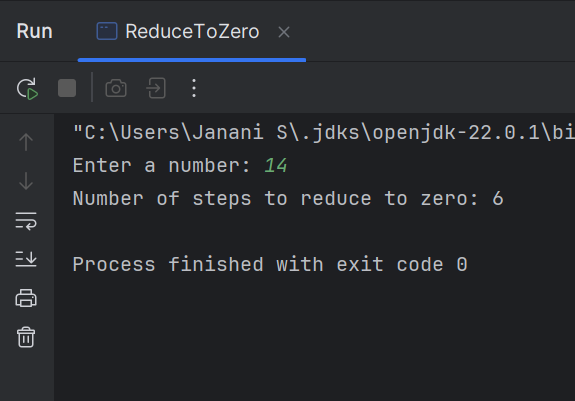 Run ReduceToZero
"C:\Users\Janani S\.jdks\openjdk-22.0.1\bi
Enter a number: 14
Number of steps to reduce to zero: 6
Process finished with exit code 0